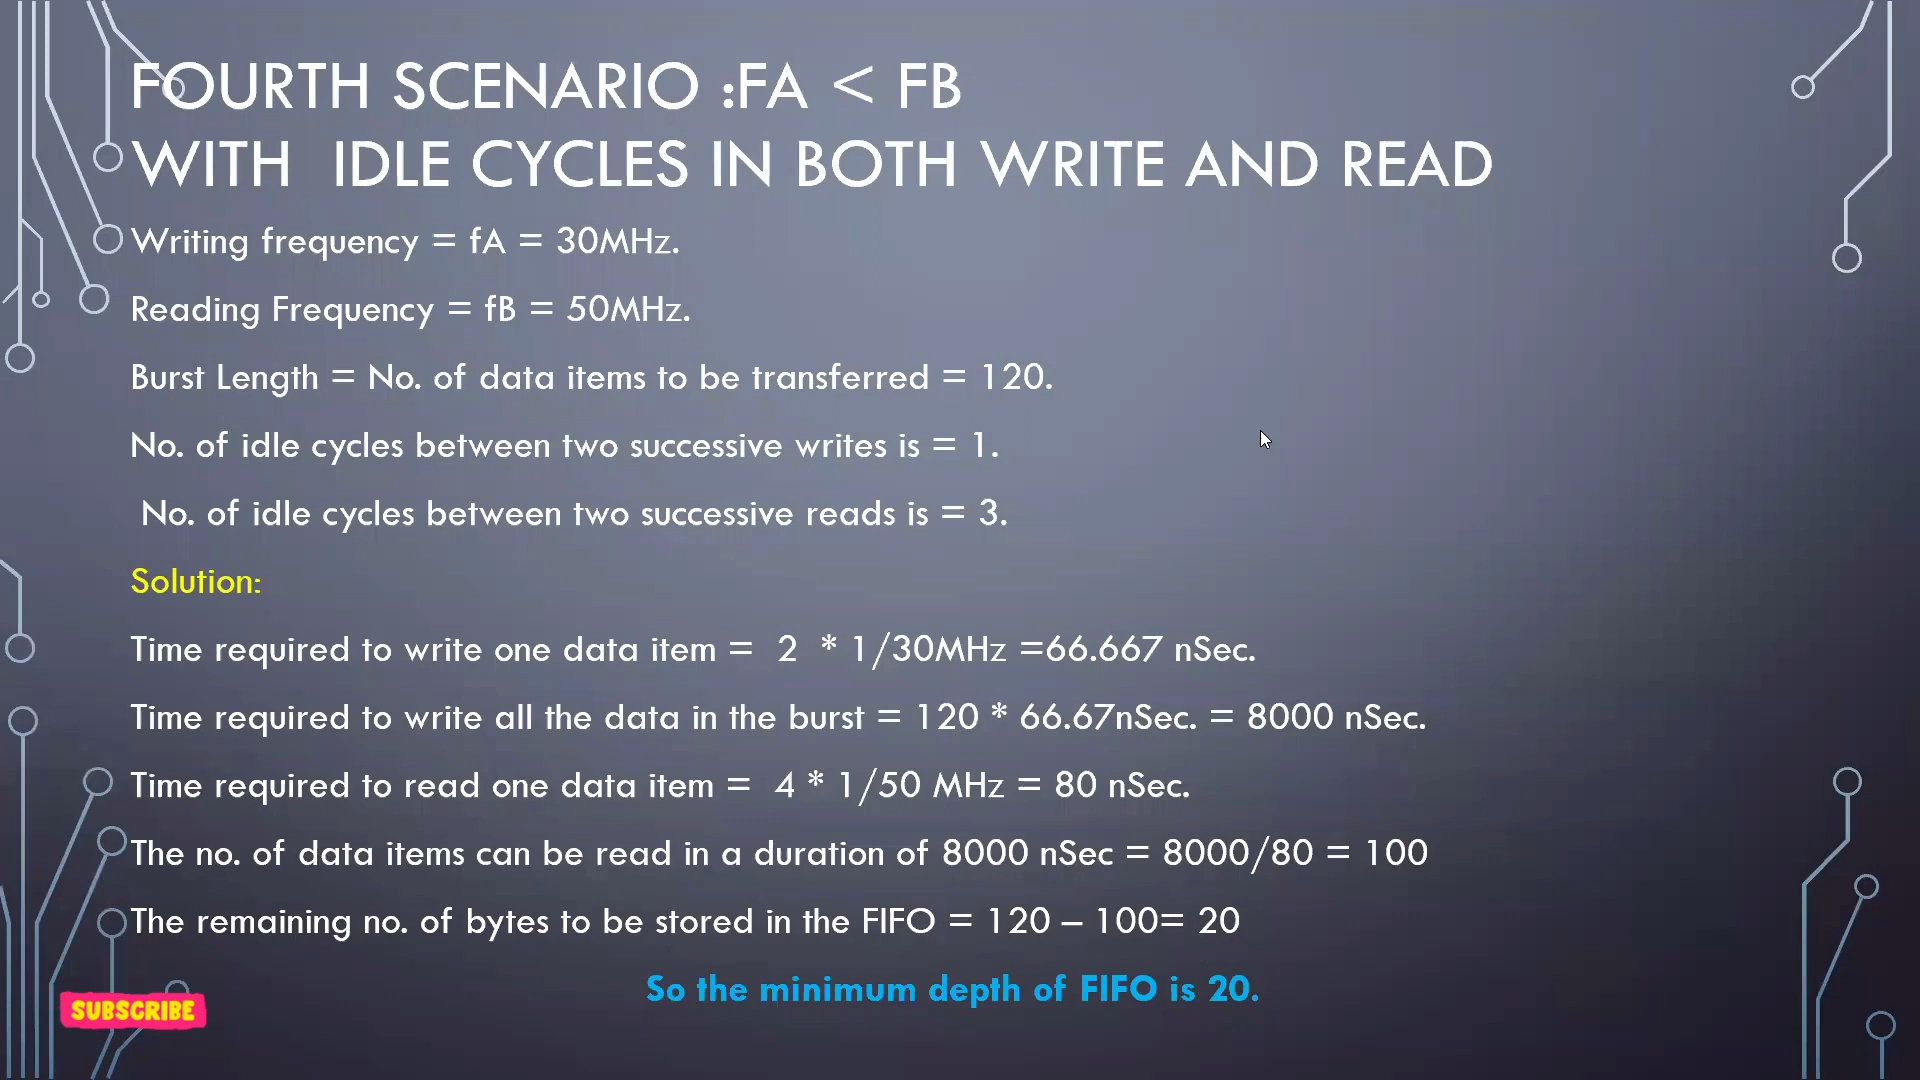 FOURTH SCENARIO :FA < FB
WITH IDLE CYCLES IN BOTH WRITE AND READ
Writing frequency = fA = 30MHz.
Reading Frequency = fB = 50MHz.
Burst Length = No. of data items to be transferred = 120.
No. of idle cycles between two successive writes is = 1.
No. of idle cycles between two successive reads is = 3.
Solution:
Time required to write one data item = 2 * 1/30MHz =66.667 nSec.
Time required to write all the data in the burst = 120 * 66.67nSec. = 8000 nSec.
Time required to read one data item = 4 * 1/50 MHz = 80 nSec.
The no. of data items can be read in a duration of 8000 nSec = 8000/80 = 100
The remaining no. of bytes to be stored in the FIFO = 120 – 100= 20
So the minimum depth of FIFO is 20.
SUBSCRIBE